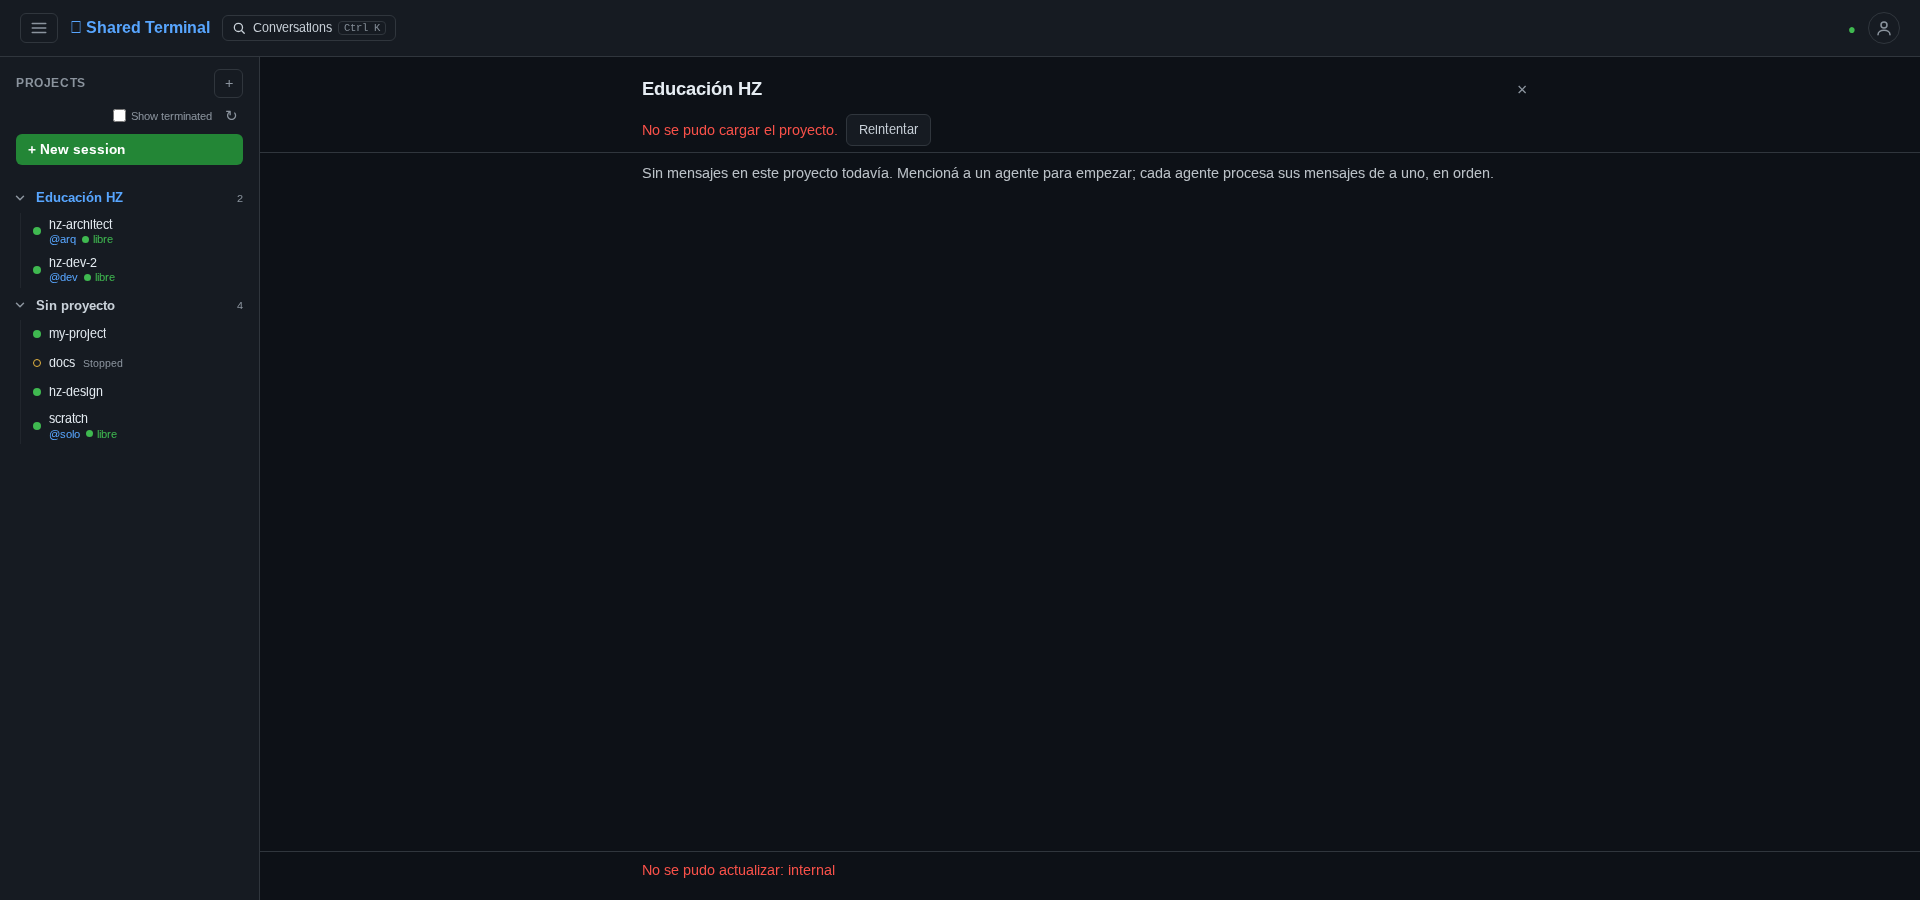 Shared Terminal
Conversations Ctrl K
PROJECTS +
Show terminated ↻
+ New session
Educación HZ 2
hz-architect
@arq libre
hz-dev-2
@dev libre
Sin proyecto 4
my-project
docs Stopped
hz-design
scratch
@solo libre
Educación HZ ×
No se pudo cargar el proyecto. Reintentar
Sin mensajes en este proyecto todavía. Mencioná a un agente para empezar; cada agente procesa sus mensajes de a uno, en orden.
No se pudo actualizar: internal